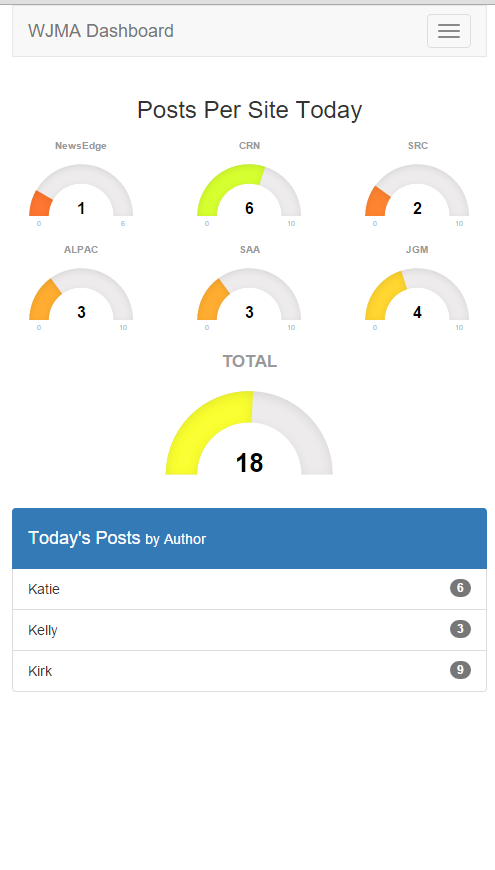 WJMA Dashboard
Posts Per Site Today
NewsEdge CRN SRC
1 6 2
0 6 0 10 0 10
ALPAC SAA JGM
3 3 4
0 10 0 10 0 10
TOTAL
18
Today's Posts by Author
Katie 6
Kelly 3
Kirk 9